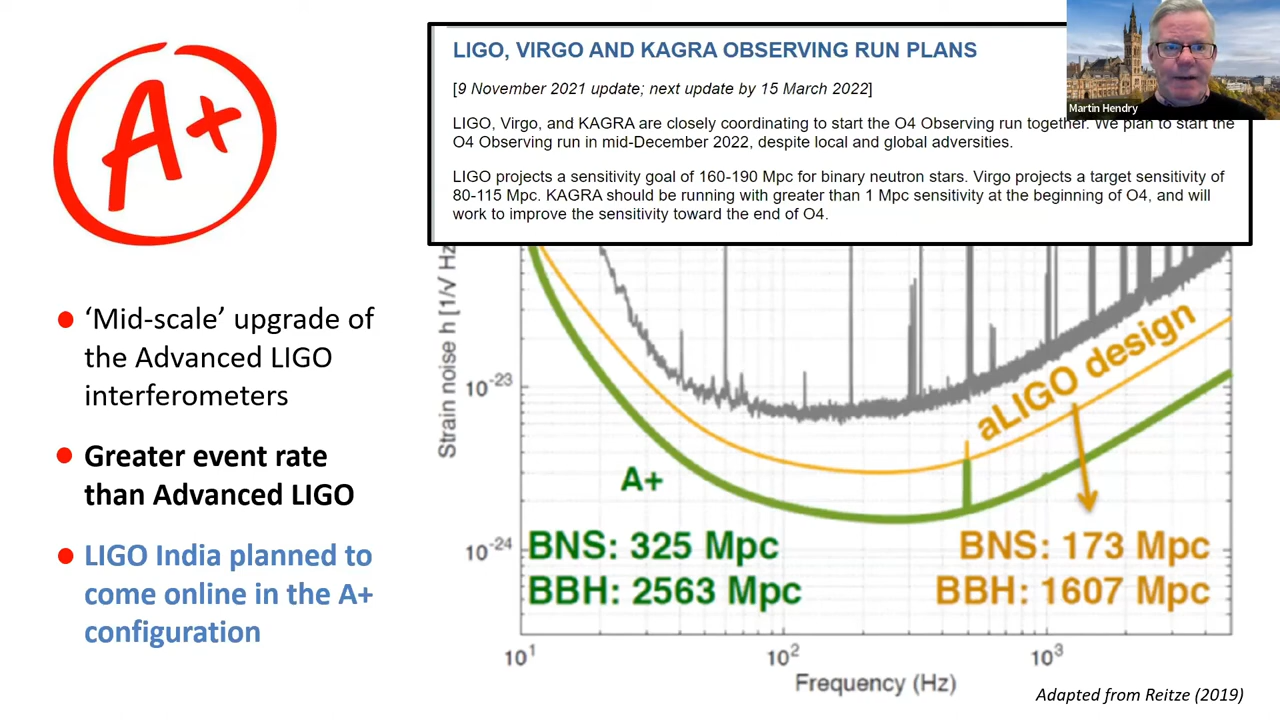 A+
LIGO, VIRGO AND KAGRA OBSERVING RUN PLANS
[9 November 2021 update; next update by 15 March 2022]
LIGO, Virgo, and KAGRA are closely coordinating to start the O4 Observing run together. We plan to start the
O4 Observing run in mid-December 2022, despite local and global adversities.
LIGO projects a sensitivity goal of 160-190 Mpc for binary neutron stars. Virgo projects a target sensitivity of
80-115 Mpc. KAGRA should be running with greater than 1 Mpc sensitivity at the beginning of O4, and will
work to improve the sensitivity toward the end of O4.
Martin Hendry
• ‘Mid-scale’ upgrade of
the Advanced LIGO
interferometers
• Greater event rate
than Advanced LIGO
• LIGO India planned to
come online in the A+
configuration
Strain noise h [1/√Hz
10⁻²³
10⁻²⁴
aLIGO design
A+
BNS: 325 Mpc
BBH: 2563 Mpc
BNS: 173 Mpc
BBH: 1607 Mpc
10¹
10²
10³
Frequency (Hz)
Adapted from Reitze (2019)